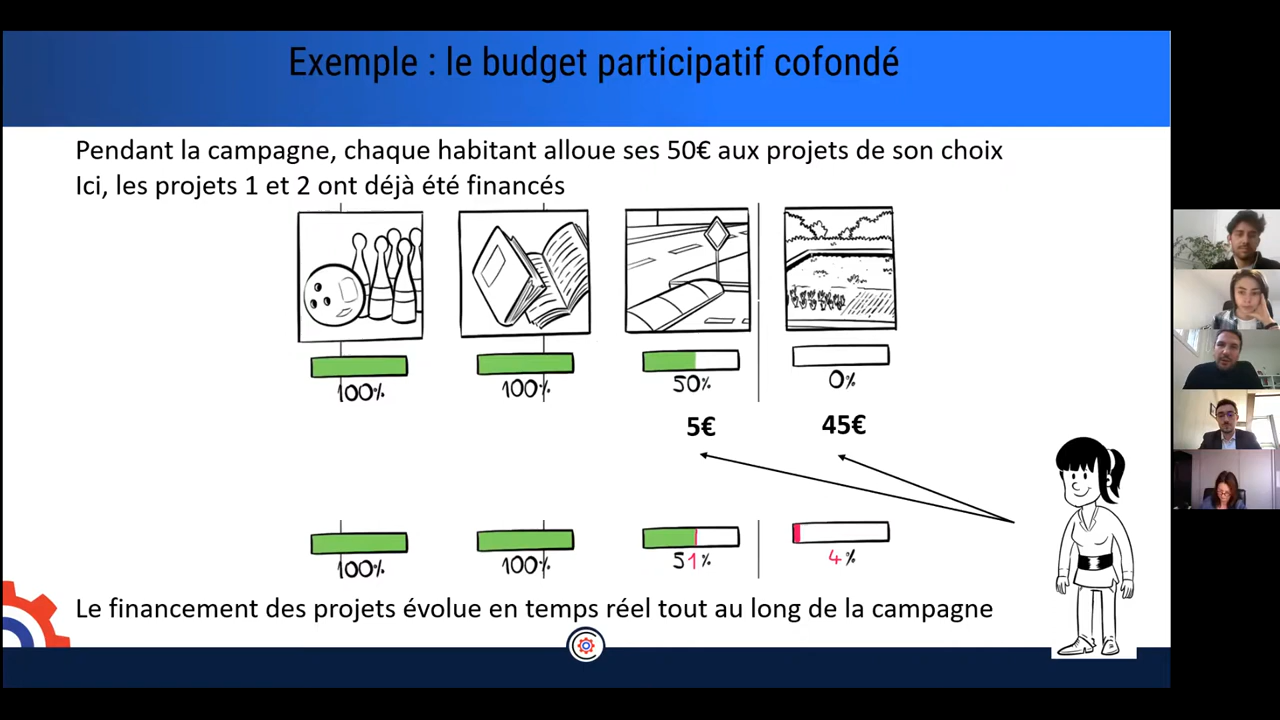 Exemple : le budget participatif cofondé
Pendant la campagne, chaque habitant alloue ses 50€ aux projets de son choix
Ici, les projets 1 et 2 ont déjà été financés
100% 100% 50% 0%
5€ 45€
100% 100% 51% 4%
Le financement des projets évolue en temps réel tout au long de la campagne